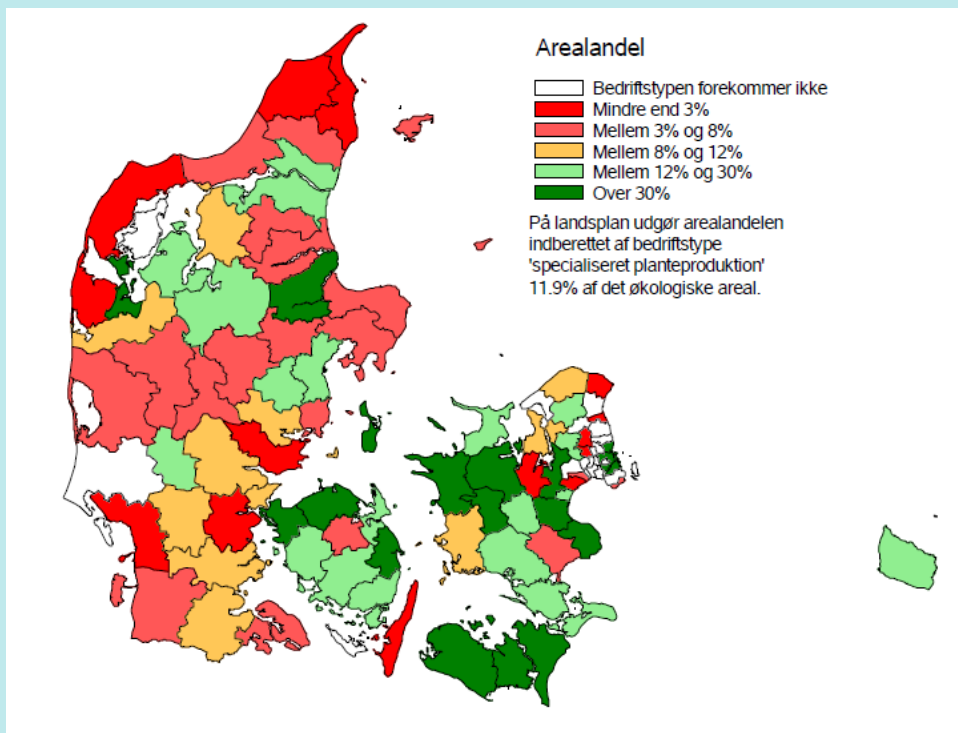 Arealandel
Bedriftstypen forekommer ikke
Mindre end 3%
Mellem 3% og 8%
Mellem 8% og 12%
Mellem 12% og 30%
Over 30%
På landsplan udgør arealandelen
indberettet af bedriftstype
'specialiseret planteproduktion'
11.9% af det økologiske areal.